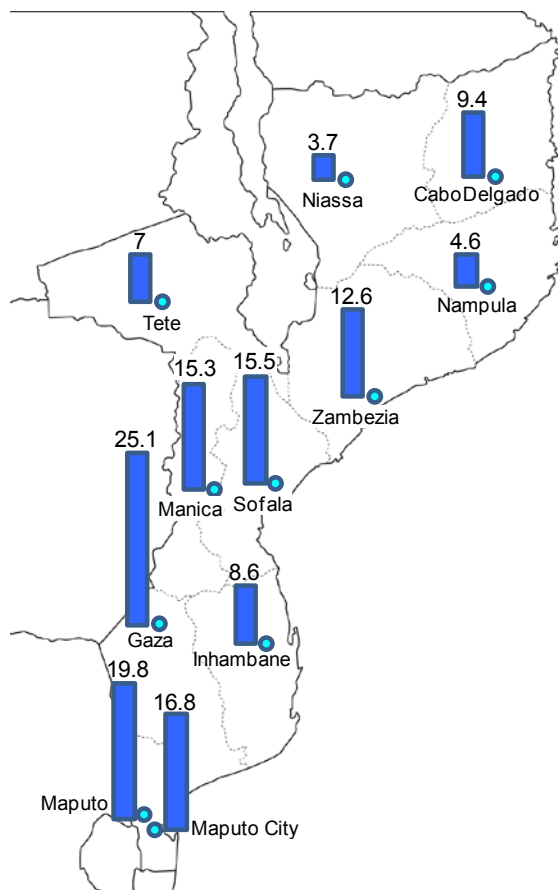 9.4
3.7
Niassa
CaboDelgado
7
4.6
Tete
Nampula
12.6
15.3
15.5
Zambezia
25.1
Manica
Sofala
8.6
Gaza
Inhambane
19.8
16.8
Maputo
Maputo City